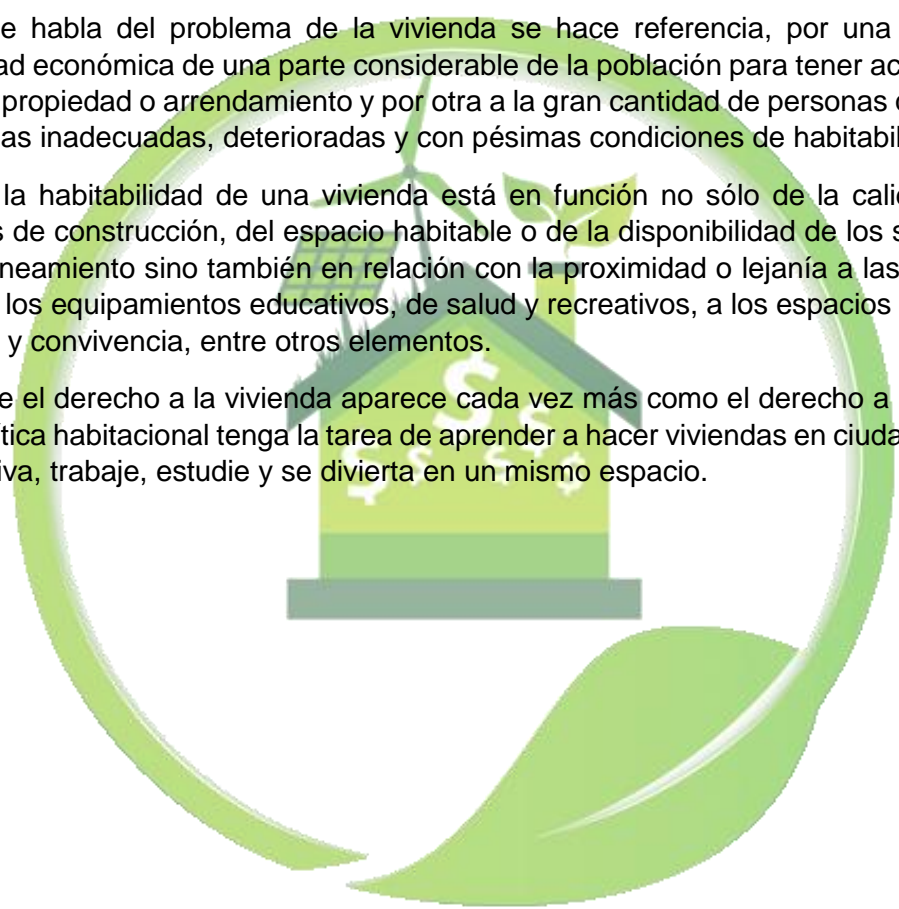 e habla del problema de la vivienda se hace referencia, por una
ad económica de una parte considerable de la población para tener ac
propiedad o arrendamiento y por otra a la gran cantidad de personas
as inadecuadas, deterioradas y con pésimas condiciones de habitabil
la habitabilidad de una vivienda está en función no sólo de la calid
s de construcción, del espacio habitable o de la disponibilidad de los s
neamiento sino también en relación con la proximidad o lejanía a las
los equipamientos educativos, de salud y recreativos, a los espacios
y convivencia, entre otros elementos.
e el derecho a la vivienda aparece cada vez más como el derecho a
tica habitacional tenga la tarea de aprender a hacer viviendas en ciuda
iva, trabaje, estudie y se divierta en un mismo espacio.
$ $ $ $ $ $ $